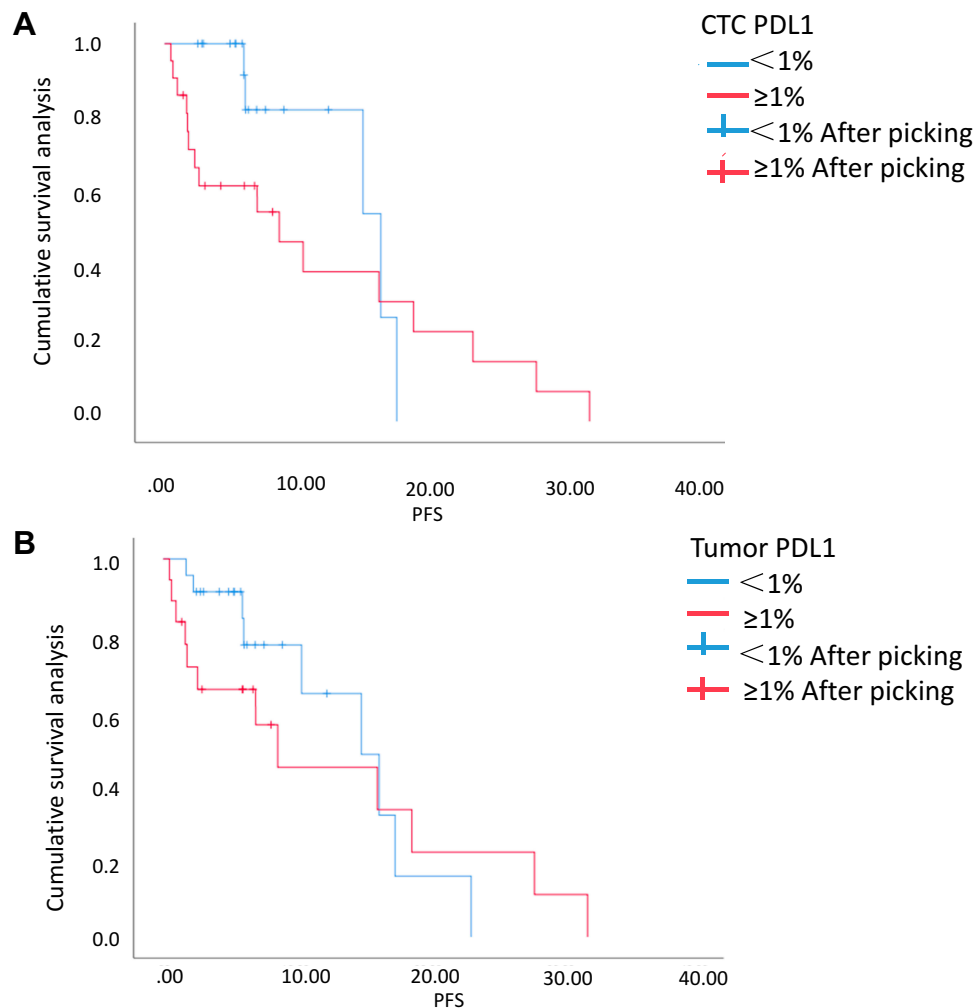 A
CTC PDL1
<1%
≥1%
<1% After picking
≥1% After picking
Cumulative survival analysis
1.0
0.8
0.6
0.4
0.2
0.0
.00 10.00 20.00 30.00 40.00
PFS
B
Tumor PDL1
<1%
≥1%
<1% After picking
≥1% After picking
Cumulative survival analysis
1.0
0.8
0.6
0.4
0.2
0.0
.00 10.00 20.00 30.00 40.00
PFS